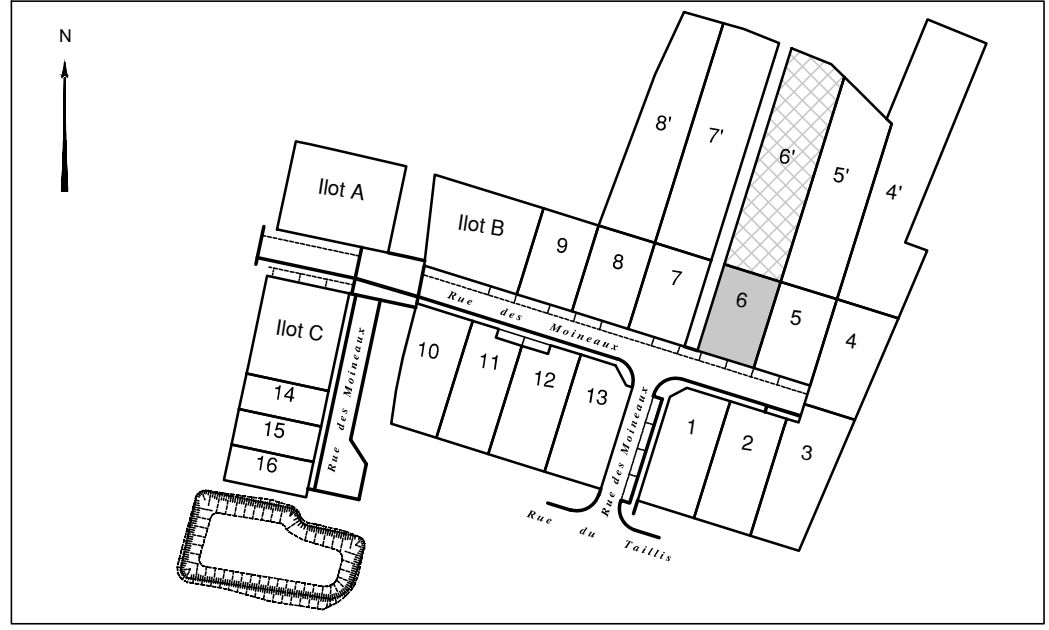 N
8'
7'
6'
5'
4'
Ilot A
Ilot B
9
8
7
6
5
4
Rue des Moineaux
Ilot C
10
11
12
13
14
15
16
Rue des Moineaux
Rue des Moineaux
1
2
3
Rue du Taillis